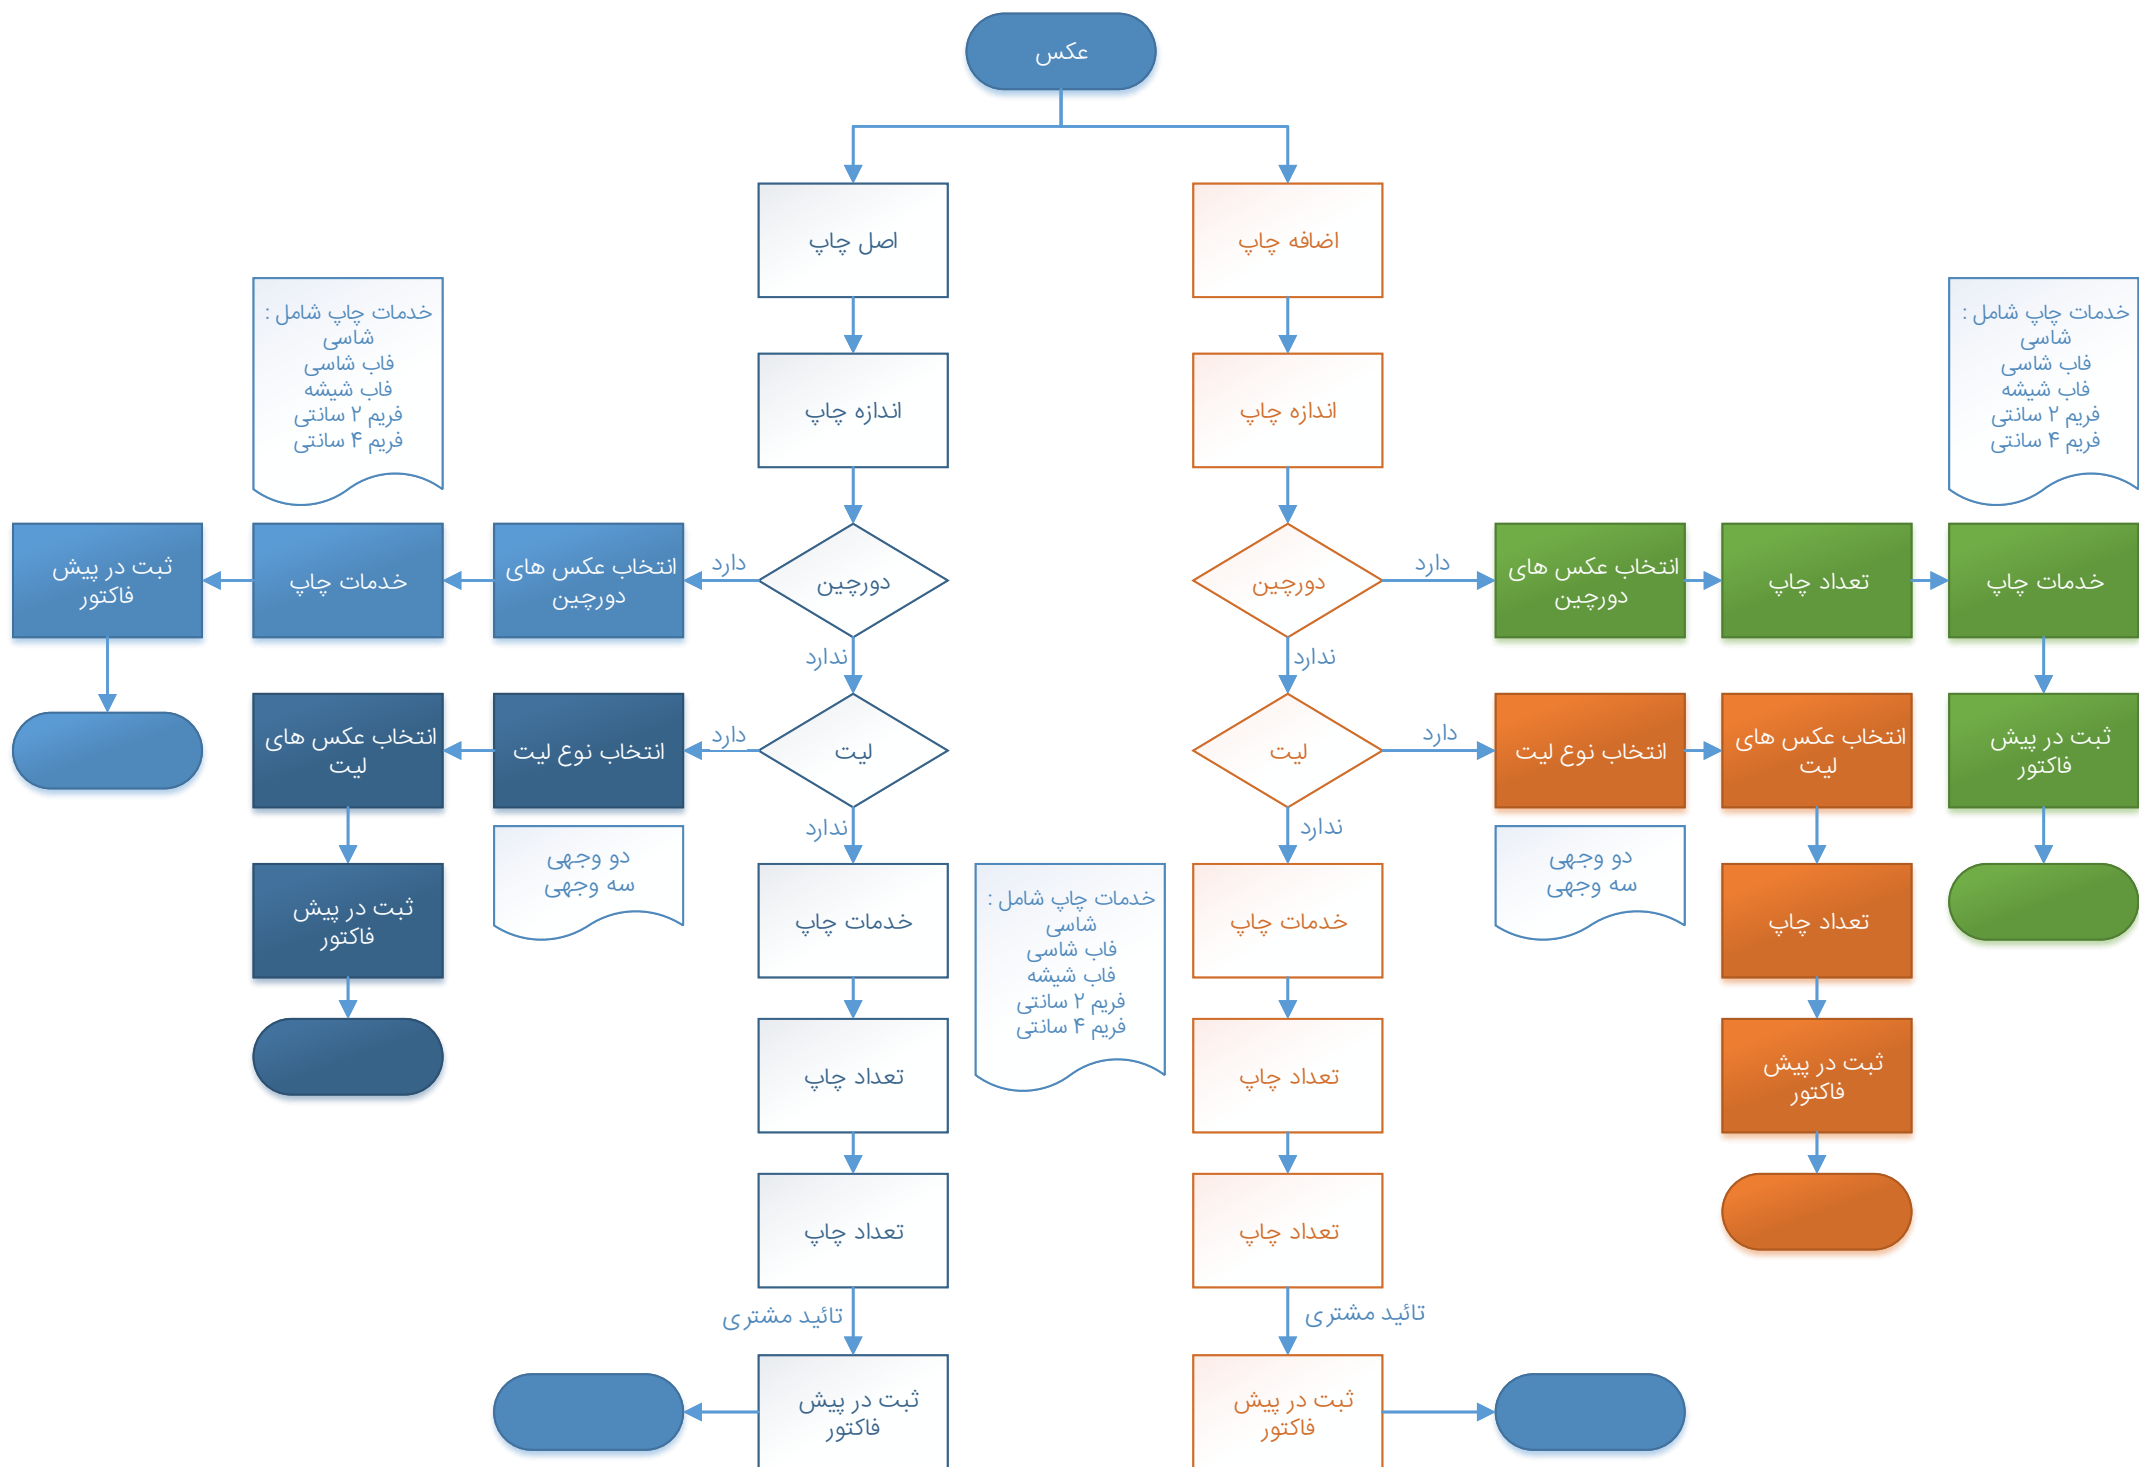 عکس
اضافه چاپ
اصل چاپ
خدمات چاپ شامل :
شاسی
فاب شاسی
فاب شیشه
فریم ۲ سانتی
فریم ۴ سانتی
خدمات چاپ شامل :
شاسی
فاب شاسی
فاب شیشه
فریم ۲ سانتی
فریم ۴ سانتی
اندازه چاپ
اندازه چاپ
خدمات چاپ
تعداد چاپ
انتخاب عکس های
دورچین
دارد
دورچین
دورچین
دارد
انتخاب عکس های
دورچین
خدمات چاپ
ثبت در پیش
فاکتور
ندارد
ندارد
ثبت در پیش
فاکتور
انتخاب عکس های
لیت
انتخاب نوع لیت
دارد
لیت
لیت
دارد
انتخاب نوع لیت
انتخاب عکس های
لیت
ندارد
ندارد
دو وجهی
سه وجهی
دو وجهی
سه وجهی
تعداد چاپ
خدمات چاپ
خدمات چاپ شامل :
شاسی
فاب شاسی
فاب شیشه
فریم ۲ سانتی
فریم ۴ سانتی
خدمات چاپ
ثبت در پیش
فاکتور
ثبت در پیش
فاکتور
تعداد چاپ
تعداد چاپ
تعداد چاپ
تعداد چاپ
تائید مشتری
تائید مشتری
ثبت در پیش
فاکتور
ثبت در پیش
فاکتور